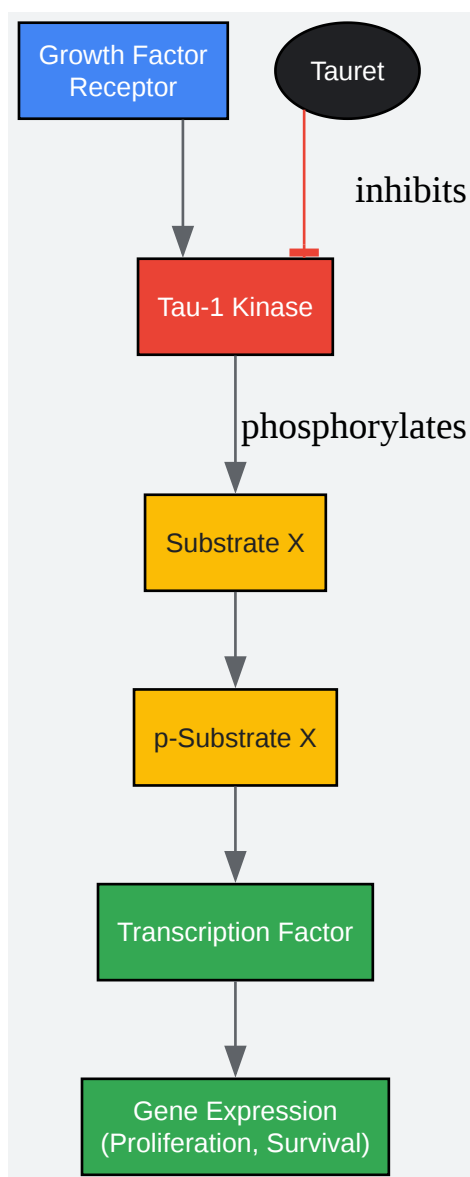 Growth Factor
Receptor
Tauret
inhibits
Tau-1 Kinase
phosphorylates
Substrate X
p-Substrate X
Transcription Factor
Gene Expression
(Proliferation, Survival)